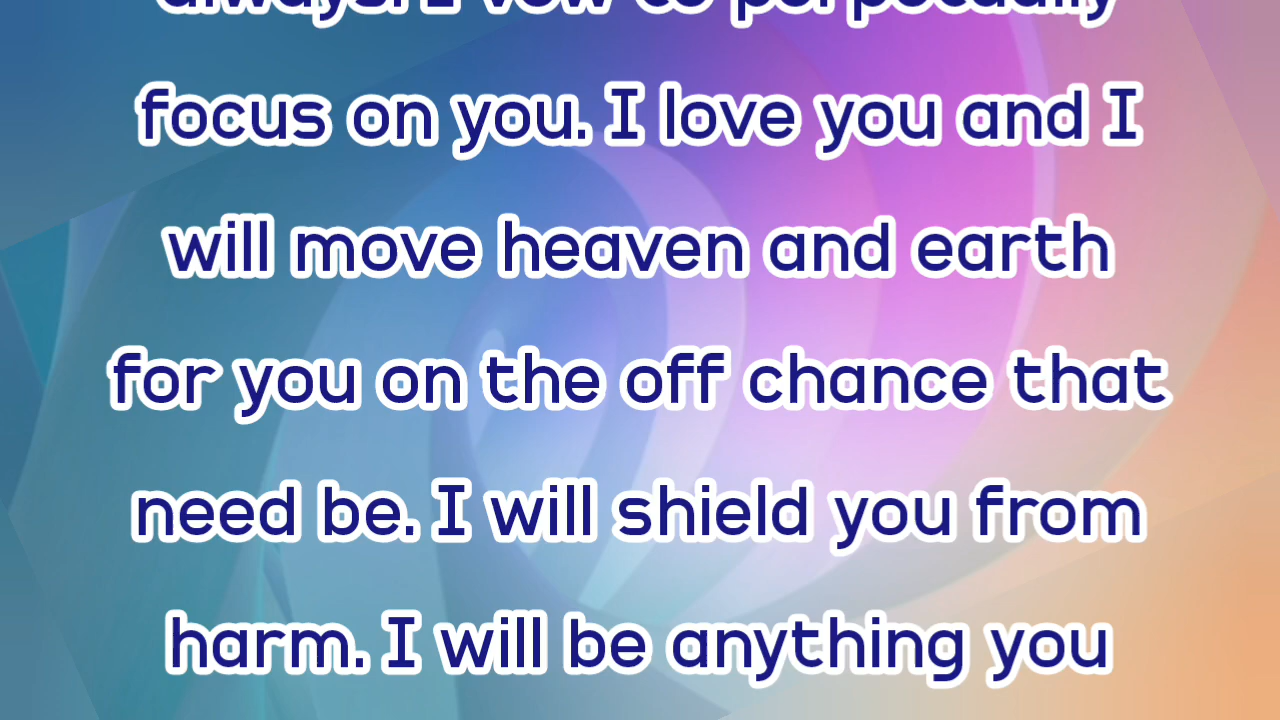 always. I vow to perpetually
focus on you. I love you and I
will move heaven and earth
for you on the off chance that
need be. I will shield you from
harm. I will be anything you